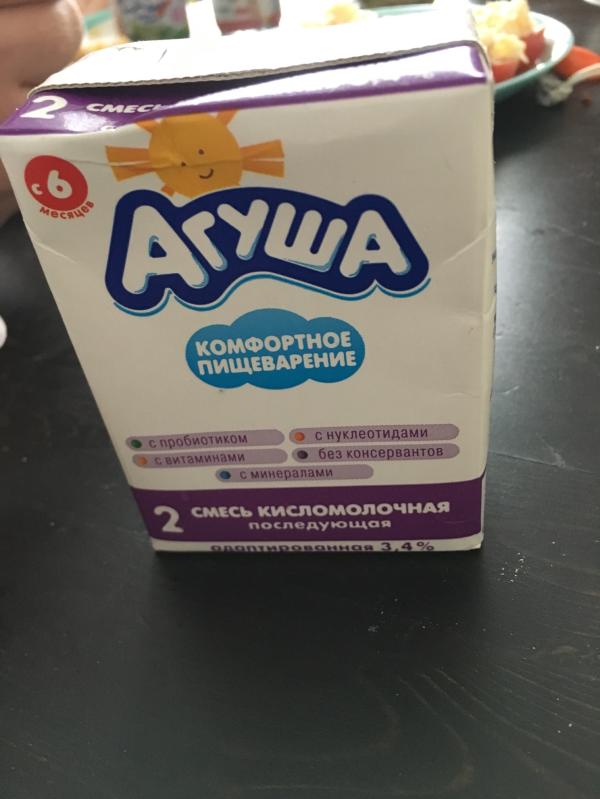 2 СМЕСЬ
с 6
месяцев
АГУША
КОМФОРТНОЕ
ПИЩЕВАРЕНИЕ
с пробиотиком
с нуклеотидами
с витаминами
без консервантов
с минералами
2 СМЕСЬ КИСЛОМОЛОЧНАЯ
последующая
адаптированная 3,4%